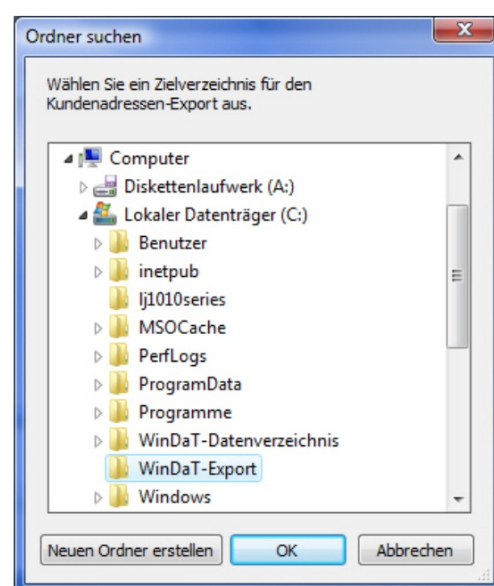 Ordner suchen
Wählen Sie ein Zielverzeichnis für den
Kundenadressen-Export aus.
Computer
Diskettenlaufwerk (A:)
Lokaler Datenträger (C:)
Benutzer
inetpub
lj1010series
MSOCache
PerfLogs
ProgramData
Programme
WinDaT-Datenverzeichnis
WinDaT-Export
Windows
Neuen Ordner erstellen OK Abbrechen